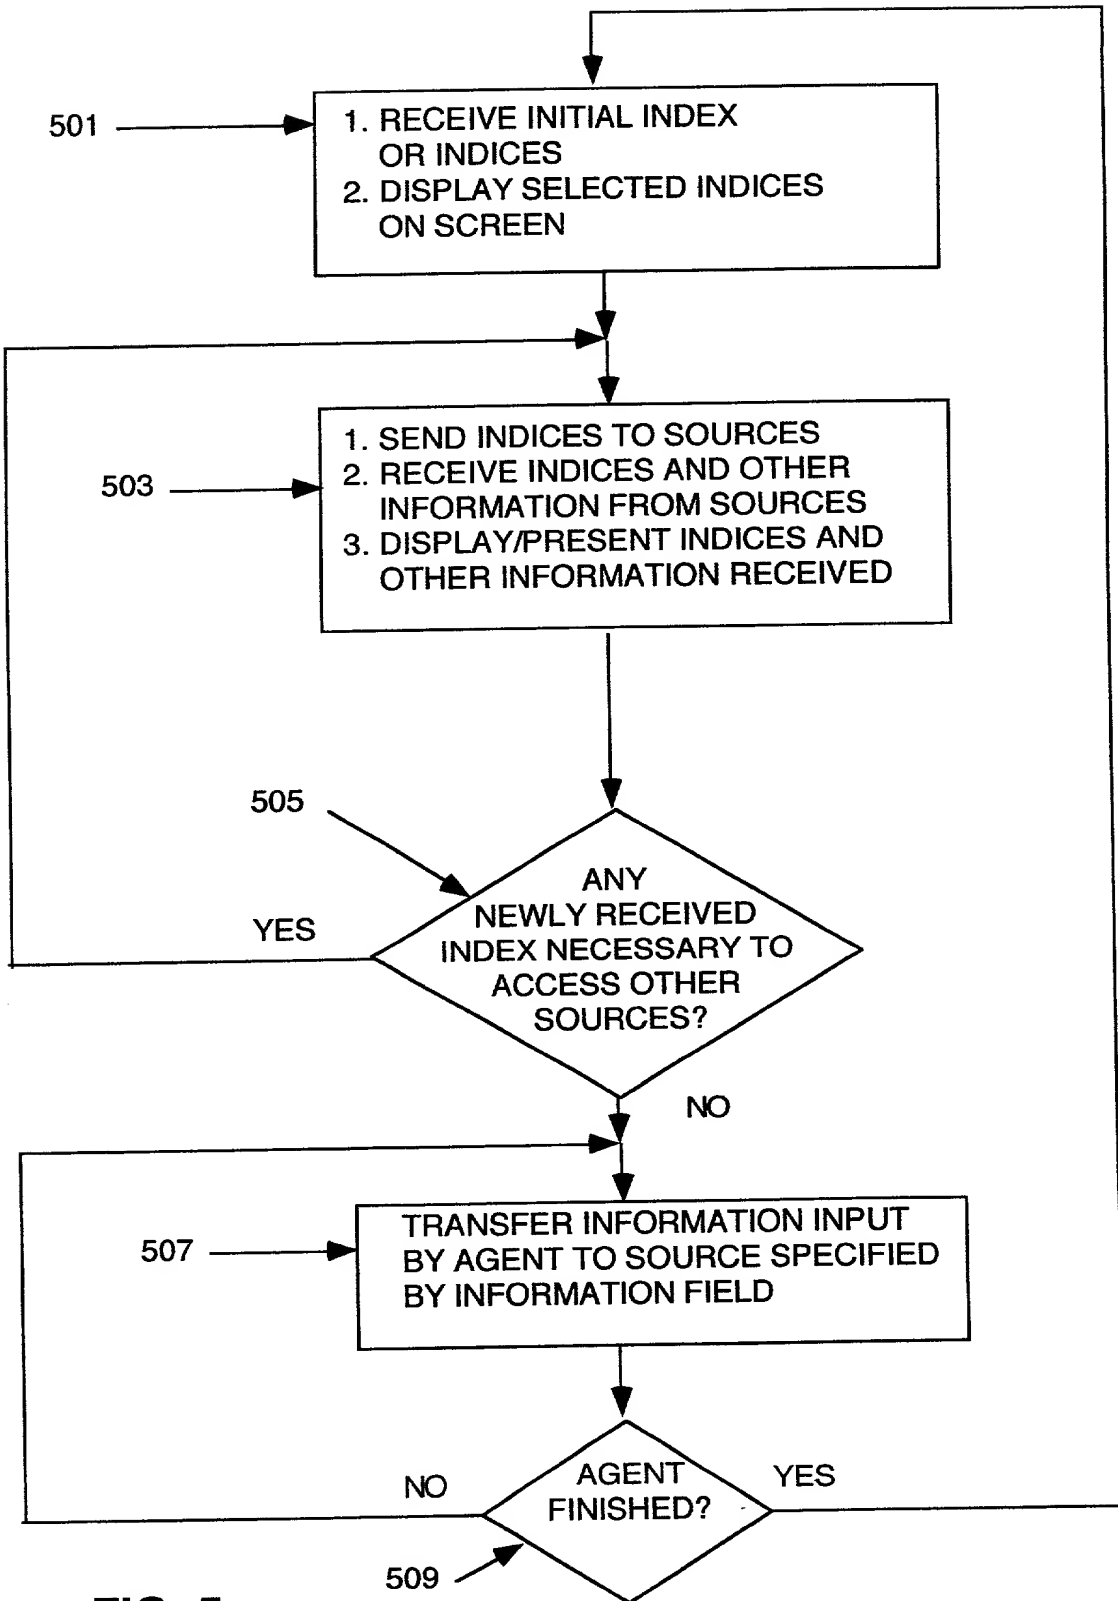 501
1. RECEIVE INITIAL INDEX
OR INDICES
2. DISPLAY SELECTED INDICES
ON SCREEN
503
1. SEND INDICES TO SOURCES
2. RECEIVE INDICES AND OTHER
INFORMATION FROM SOURCES
3. DISPLAY/PRESENT INDICES AND
OTHER INFORMATION RECEIVED
505
YES
ANY
NEWLY RECEIVED
INDEX NECESSARY TO
ACCESS OTHER
SOURCES?
NO
507
TRANSFER INFORMATION INPUT
BY AGENT TO SOURCE SPECIFIED
BY INFORMATION FIELD
NO
AGENT
FINISHED?
YES
509